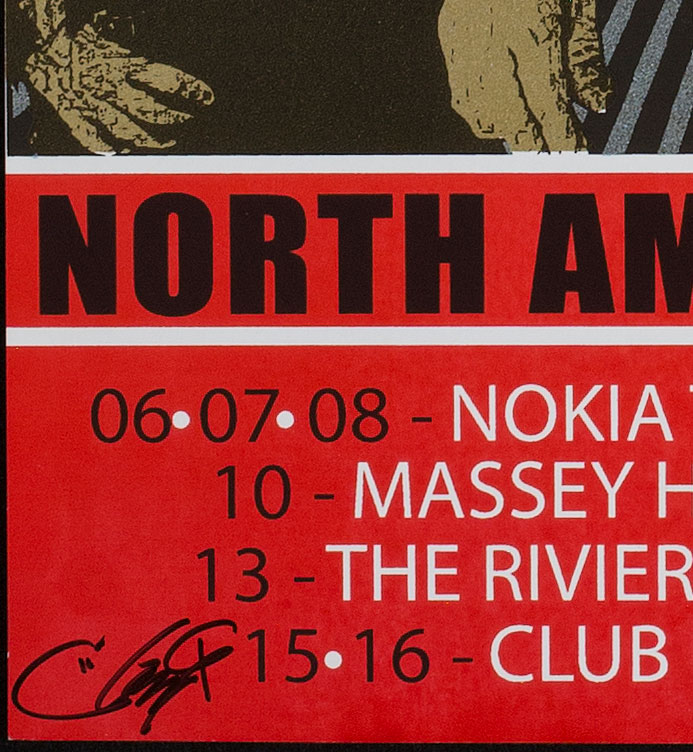 NORTH AM
06•07•08 - NOKIA T
10 - MASSEY H
13 - THE RIVIER
15•16 - CLUB